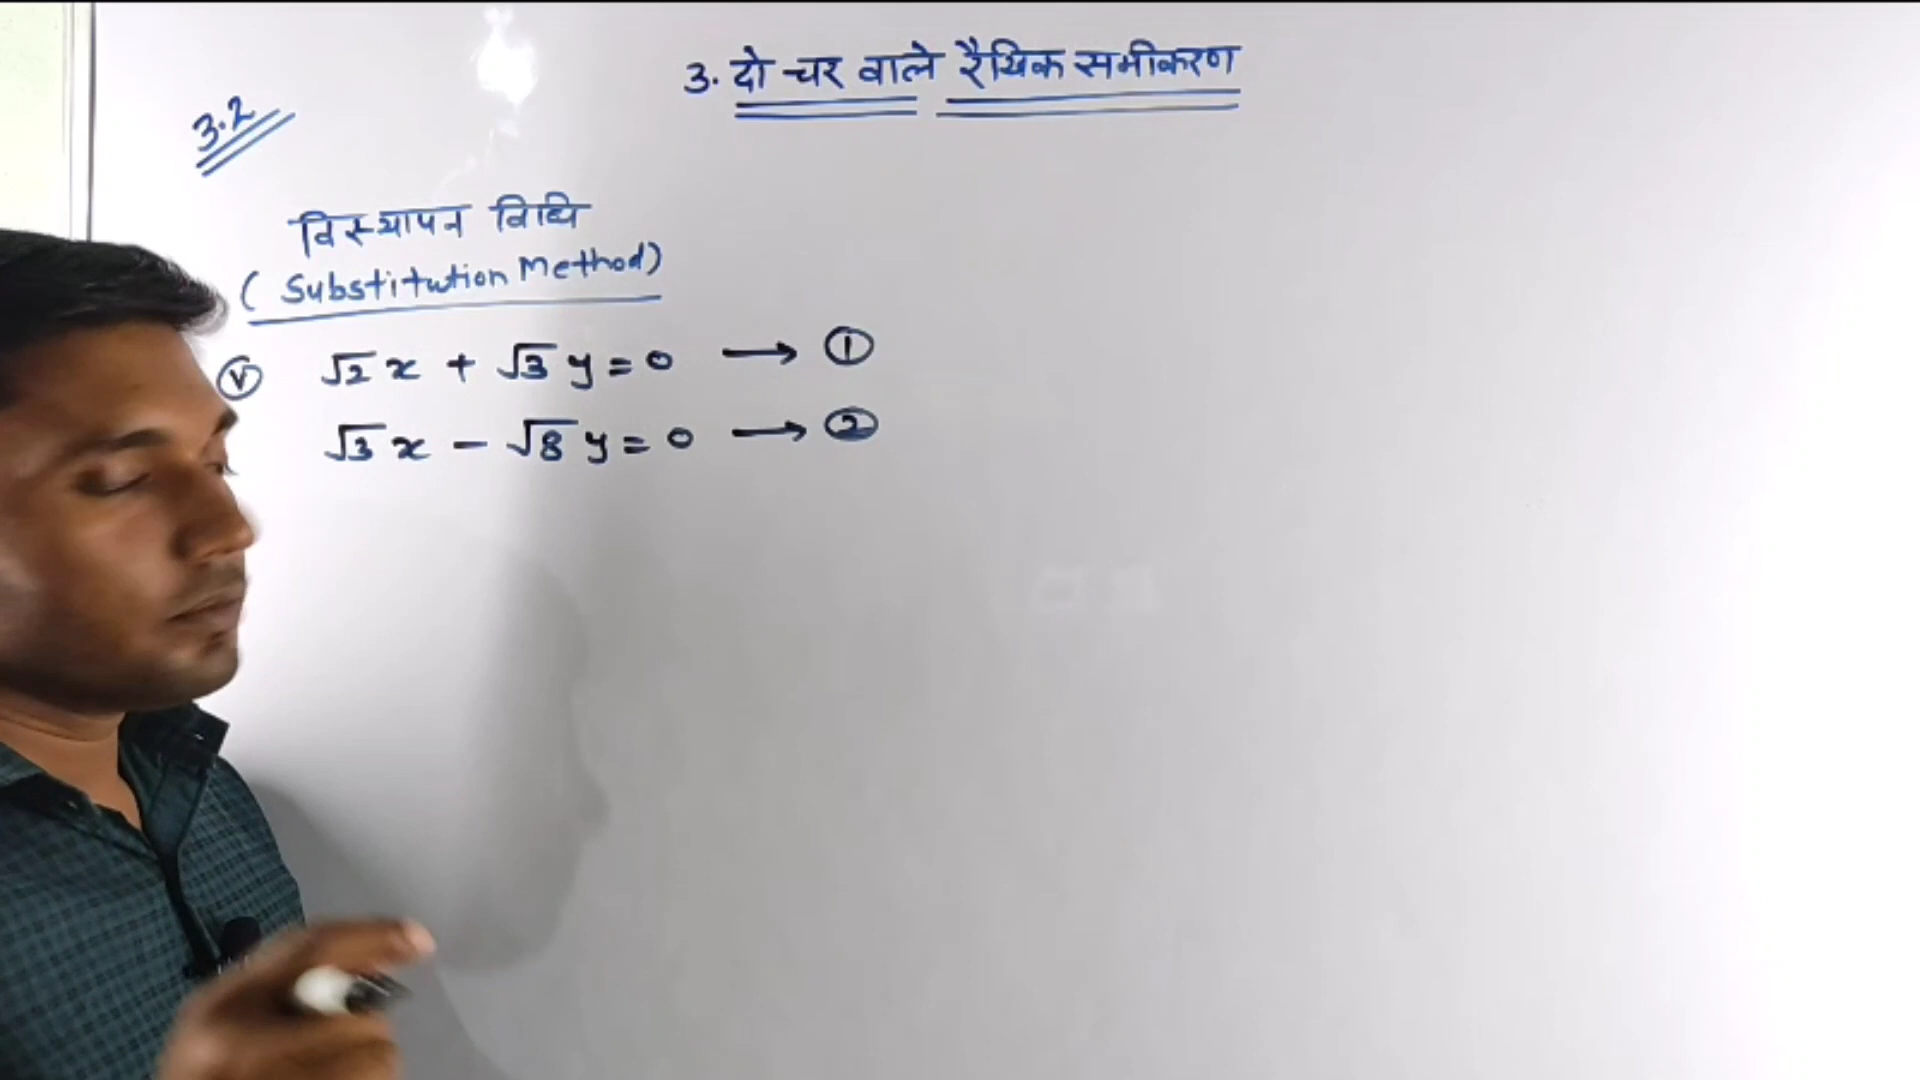 3. दो चर वाले रैखिक समीकरण
3.2
विस्थापन विधि
(Substitution Method)
(v) √2 x + √3 y = 0 → ①
√3 x - √8 y = 0 → ②